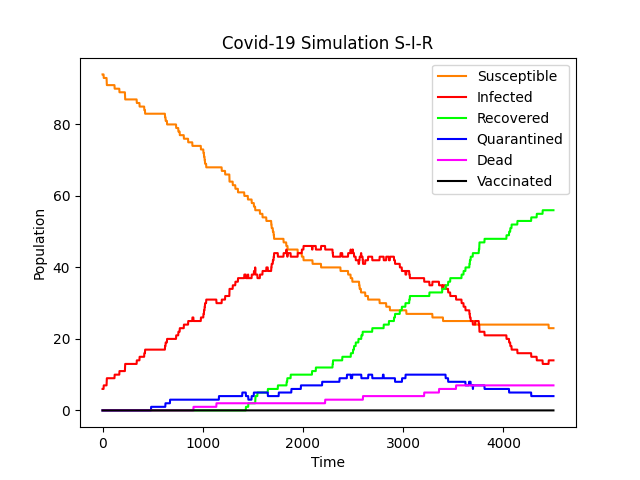 Covid-19 Simulation S-I-R
Susceptible
Infected
Recovered
Quarantined
Dead
Vaccinated
Population
80
60
40
20
0
0 1000 2000 3000 4000
Time